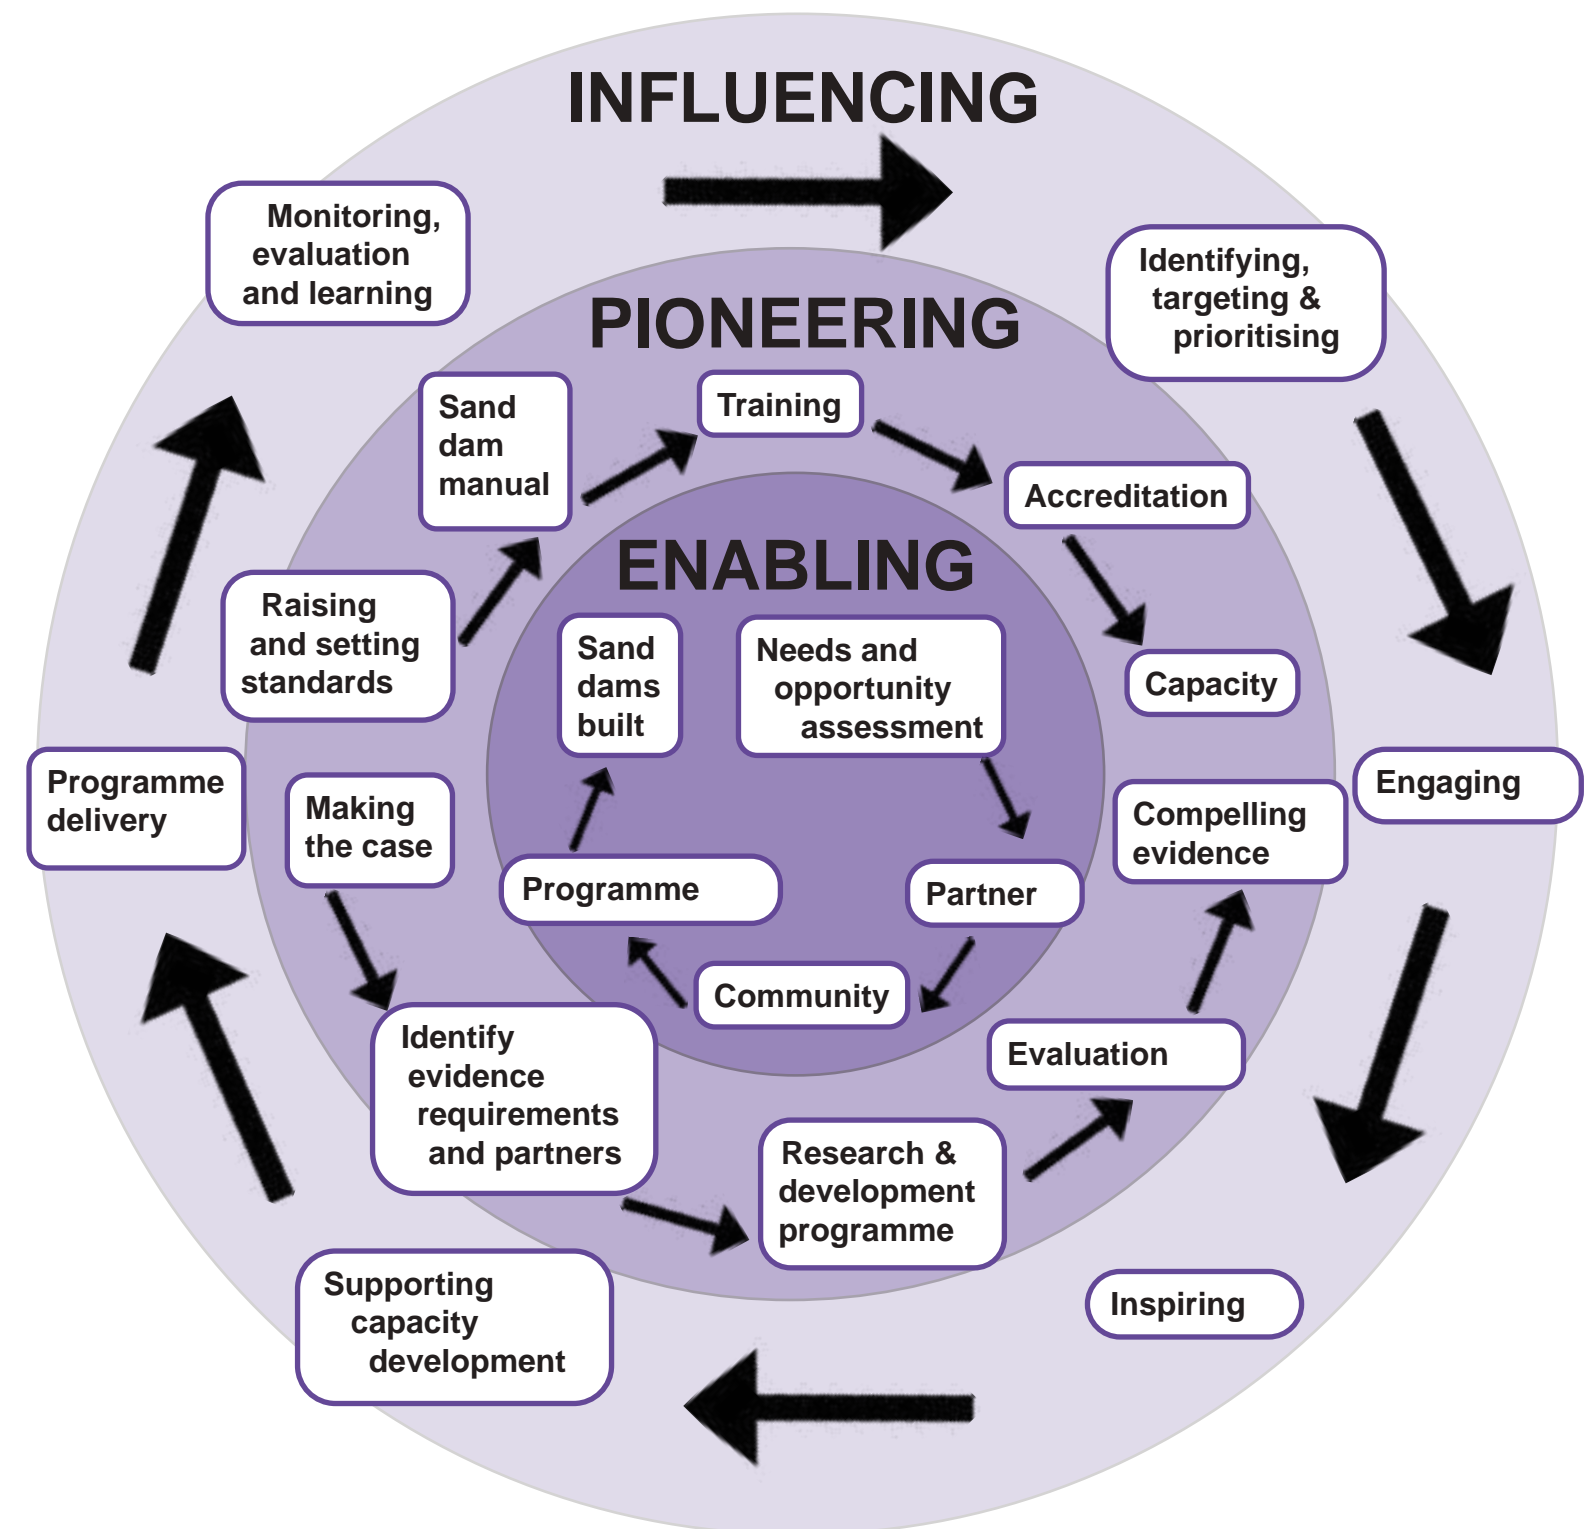 INFLUENCING
Monitoring,
evaluation
and learning
Identifying,
targeting &
prioritising
PIONEERING
Sand
dam
manual
Training
Accreditation
ENABLING
Raising
and setting
standards
Sand
dams
built
Needs and
opportunity
assessment
Capacity
Programme
delivery
Making
the case
Compelling
evidence
Engaging
Programme
Partner
Community
Identify
evidence
requirements
and partners
Evaluation
Research &
development
programme
Supporting
capacity
development
Inspiring